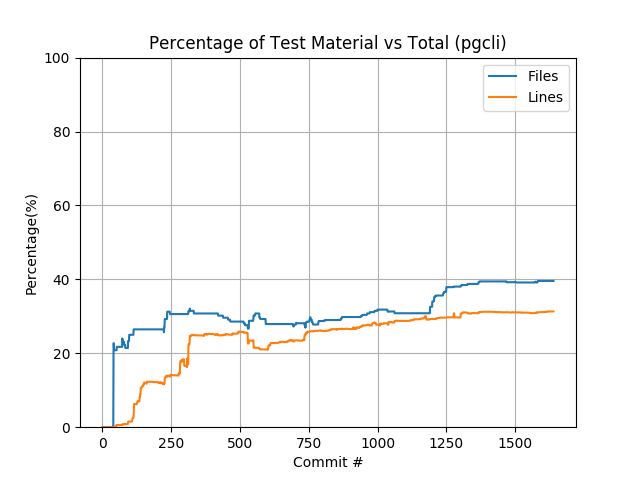 Percentage of Test Material vs Total (pgcli)
Files
Lines
100
80
60
40
20
0
Percentage(%)
0 250 500 750 1000 1250 1500
Commit #